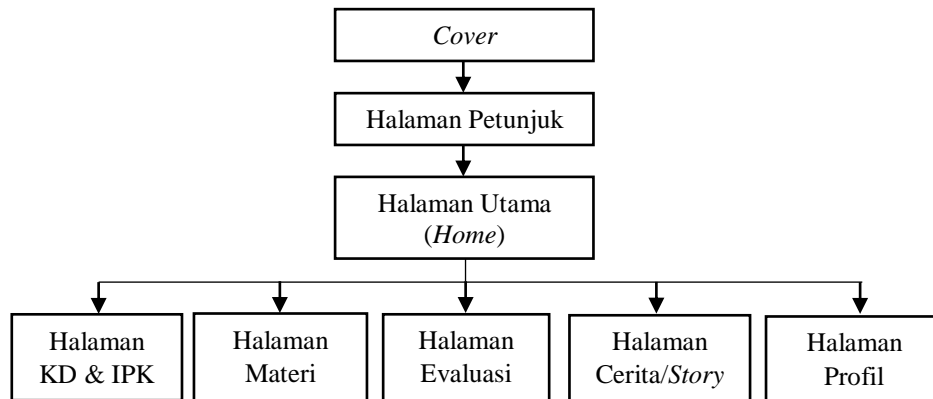 Cover
Halaman Petunjuk
Halaman Utama
(Home)
Halaman
KD & IPK
Halaman
Materi
Halaman
Evaluasi
Halaman
Cerita/Story
Halaman
Profil